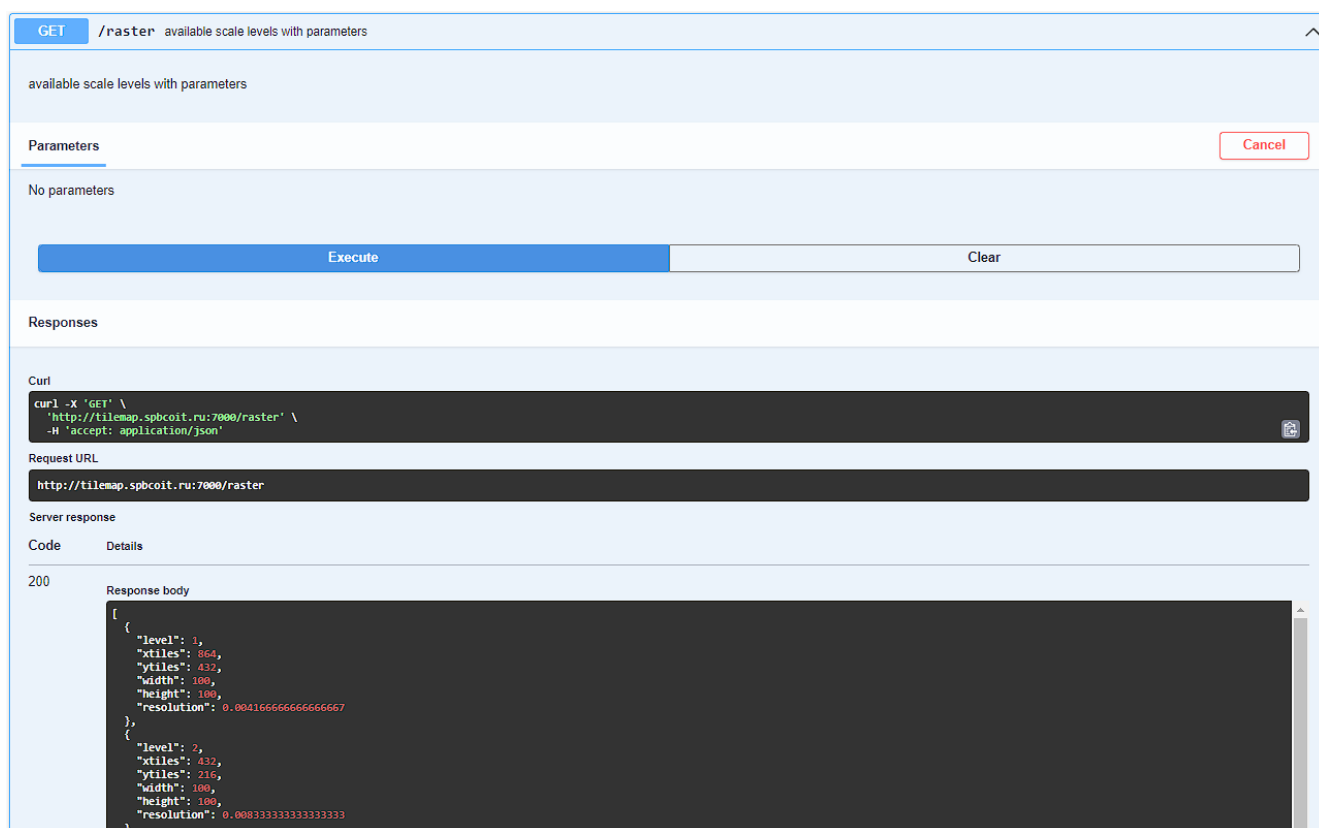 GET /raster available scale levels with parameters
available scale levels with parameters
Parameters
Cancel
No parameters
Execute
Clear
Responses
Curl
curl -X 'GET' \
  'http://tilemap.spbcoit.ru:7000/raster' \
  -H 'accept: application/json'
Request URL
http://tilemap.spbcoit.ru:7000/raster
Server response
Code Details
200
Response body
[
  {
    "level": 1,
    "xtiles": 864,
    "ytiles": 432,
    "width": 100,
    "height": 100,
    "resolution": 0.004166666666666667
  },
  {
    "level": 2,
    "xtiles": 432,
    "ytiles": 216,
    "width": 100,
    "height": 100,
    "resolution": 0.008333333333333333
  }